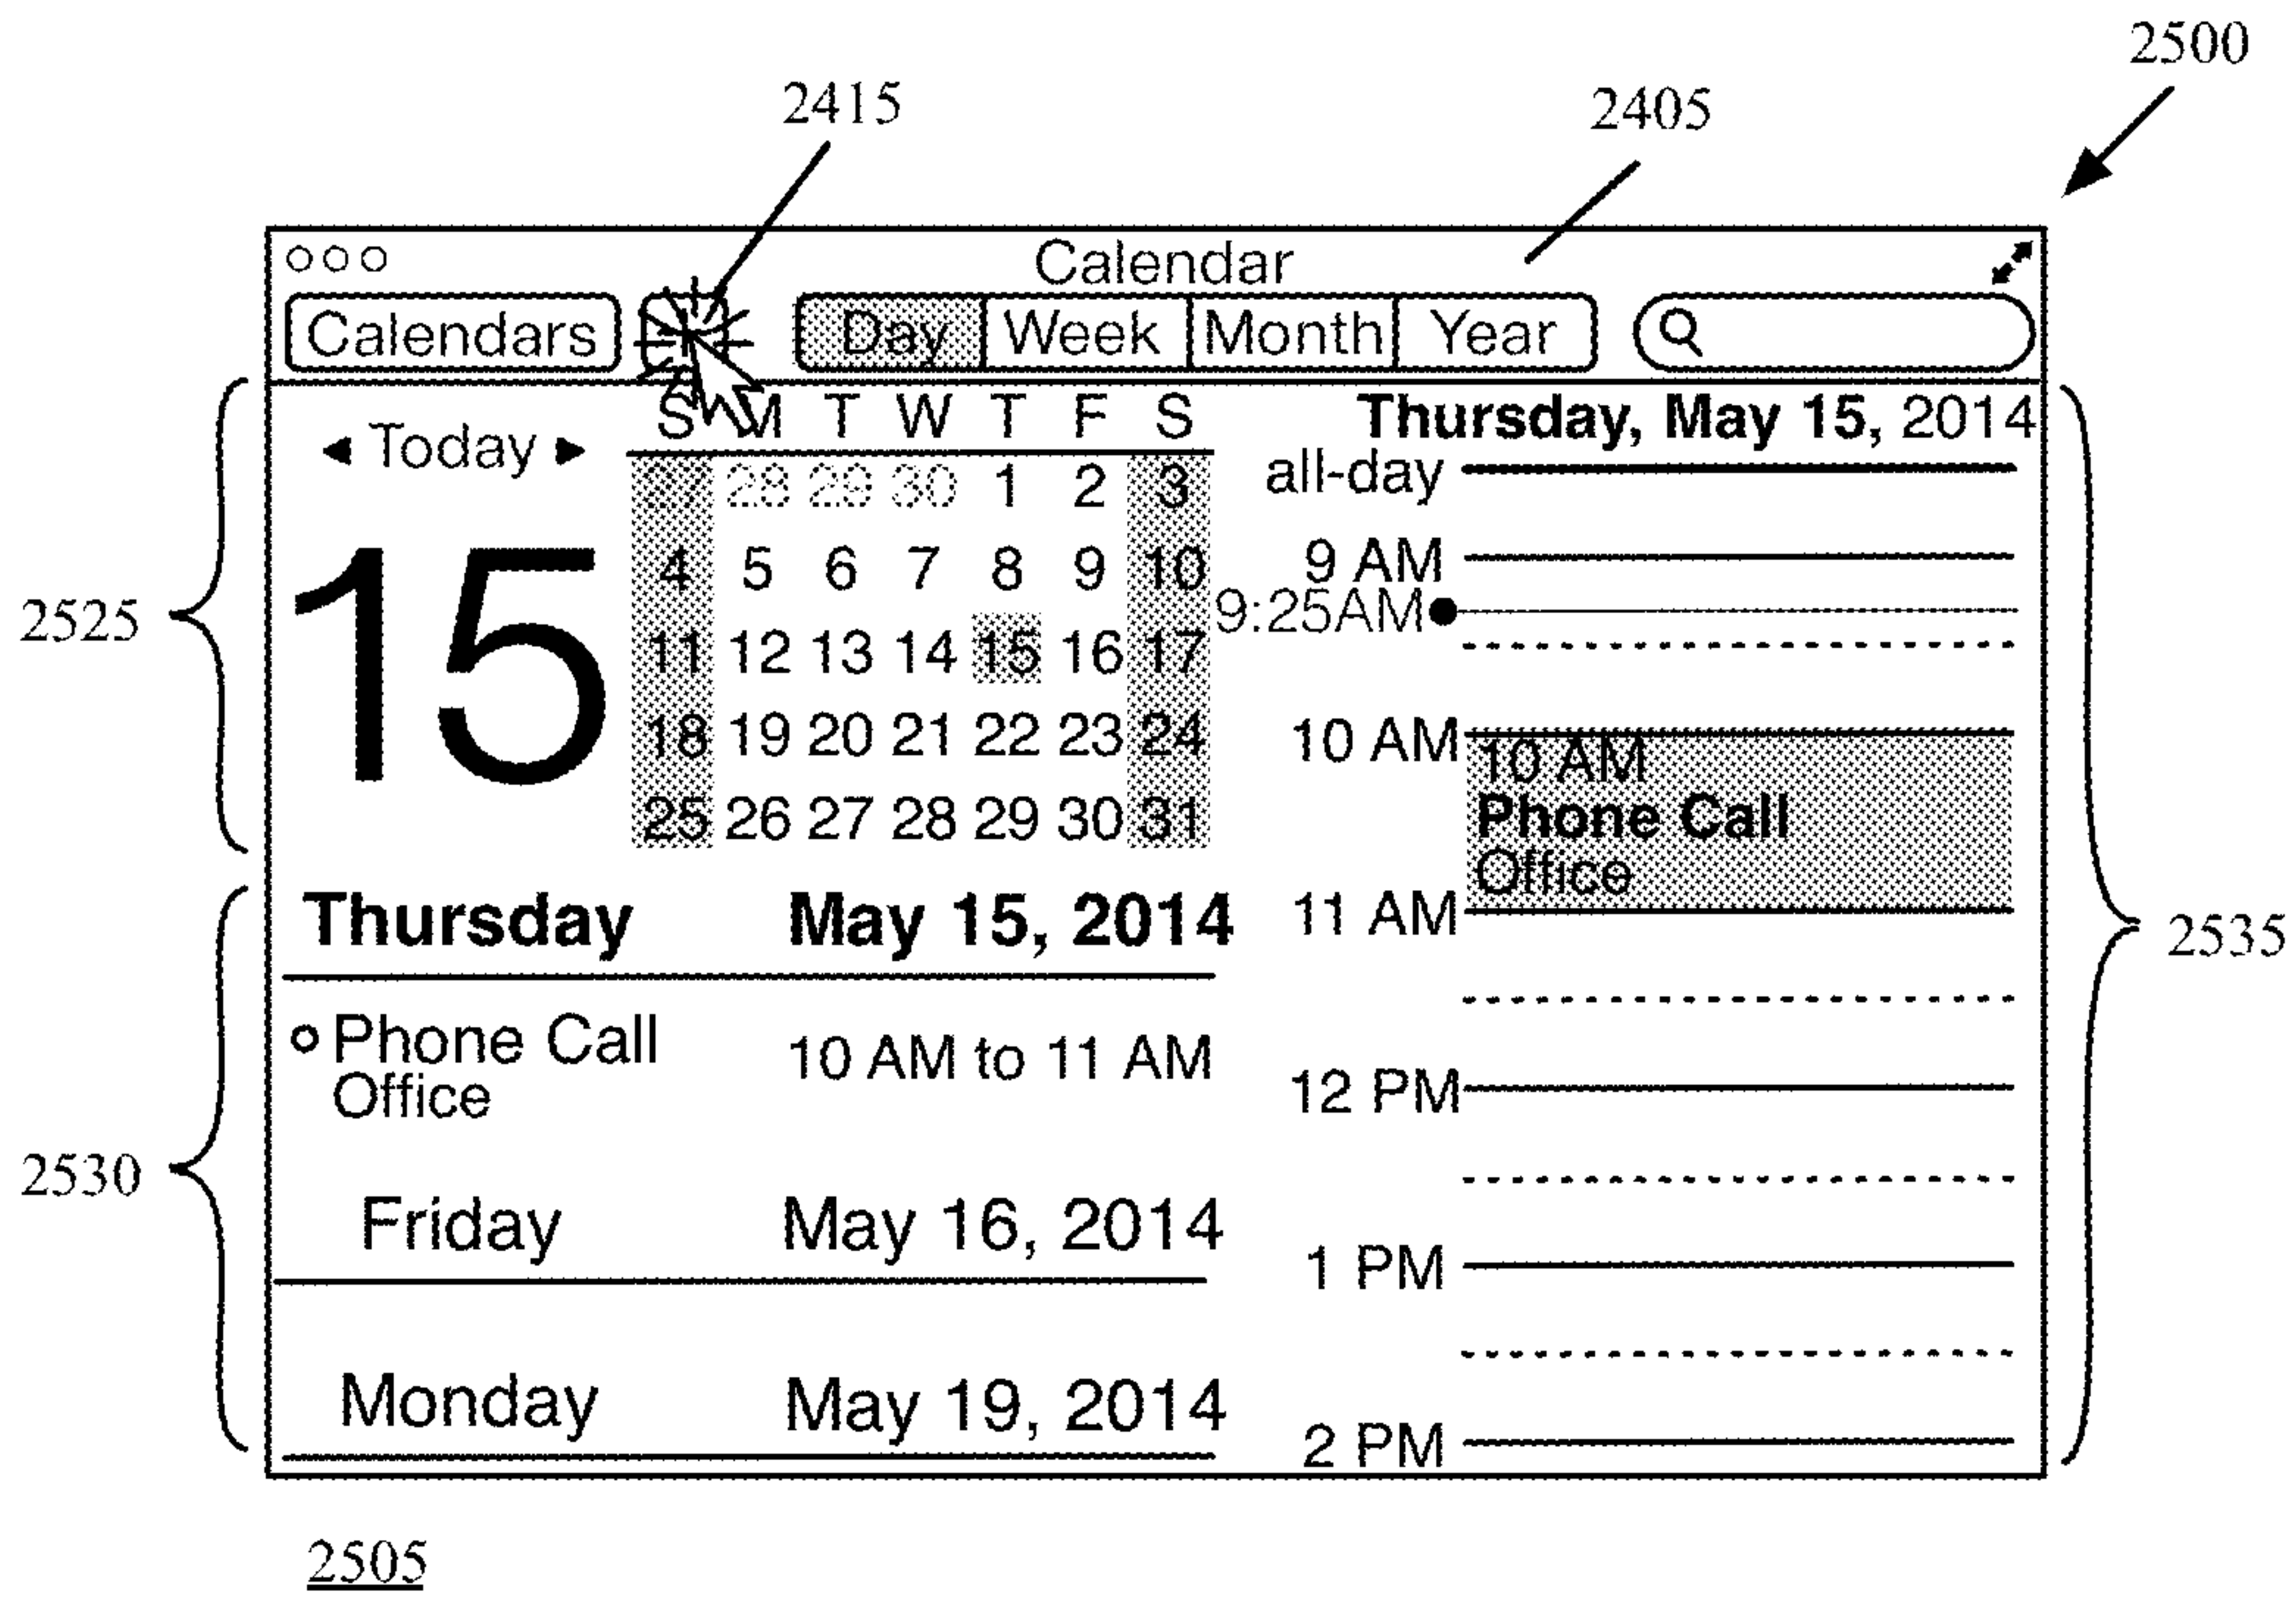 2500
2415
2405
Calendar
Calendars
Day Week Month Year
Today
S M T W T F S
27 28 29 30 1 2 3
4 5 6 7 8 9 10
11 12 13 14 15 16 17
18 19 20 21 22 23 24
25 26 27 28 29 30 31
15
2525
Thursday May 15, 2014
Phone Call 10 AM to 11 AM
Office
Friday May 16, 2014
Monday May 19, 2014
2530
Thursday, May 15, 2014
all-day
9 AM
9:25AM
10 AM
10 AM
Phone Call
Office
11 AM
12 PM
1 PM
2 PM
2535
2505